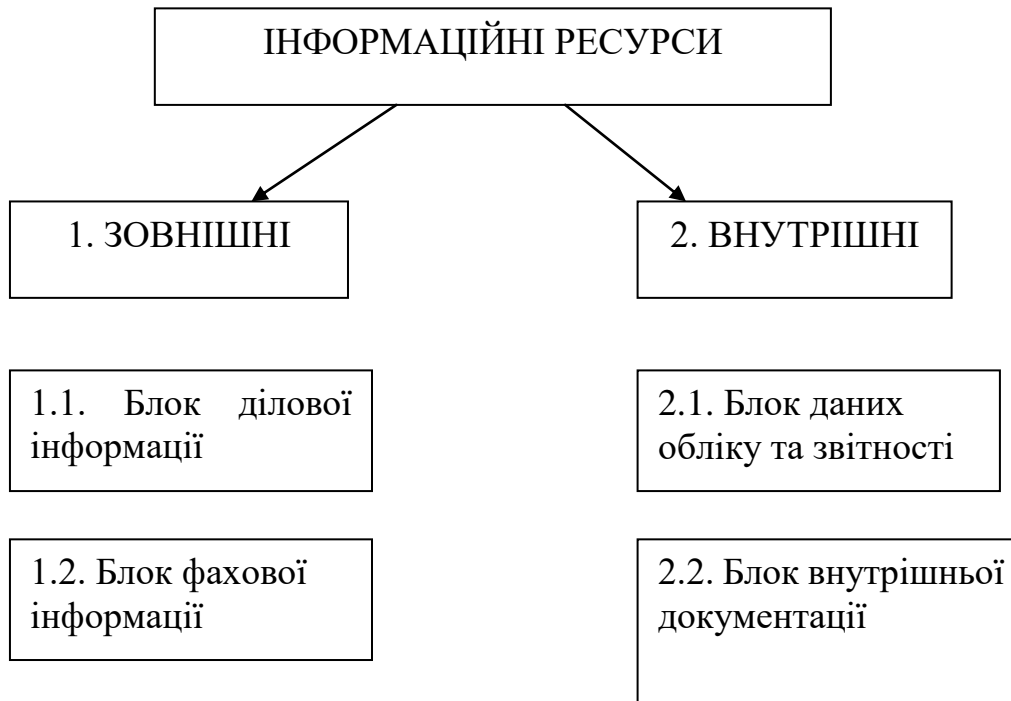 ІНФОРМАЦІЙНІ РЕСУРСИ
1. ЗОВНІШНІ
2. ВНУТРІШНІ
1.1. Блок ділової
інформації
2.1. Блок даних
обліку та звітності
1.2. Блок фахової
інформації
2.2. Блок внутрішньої
документації